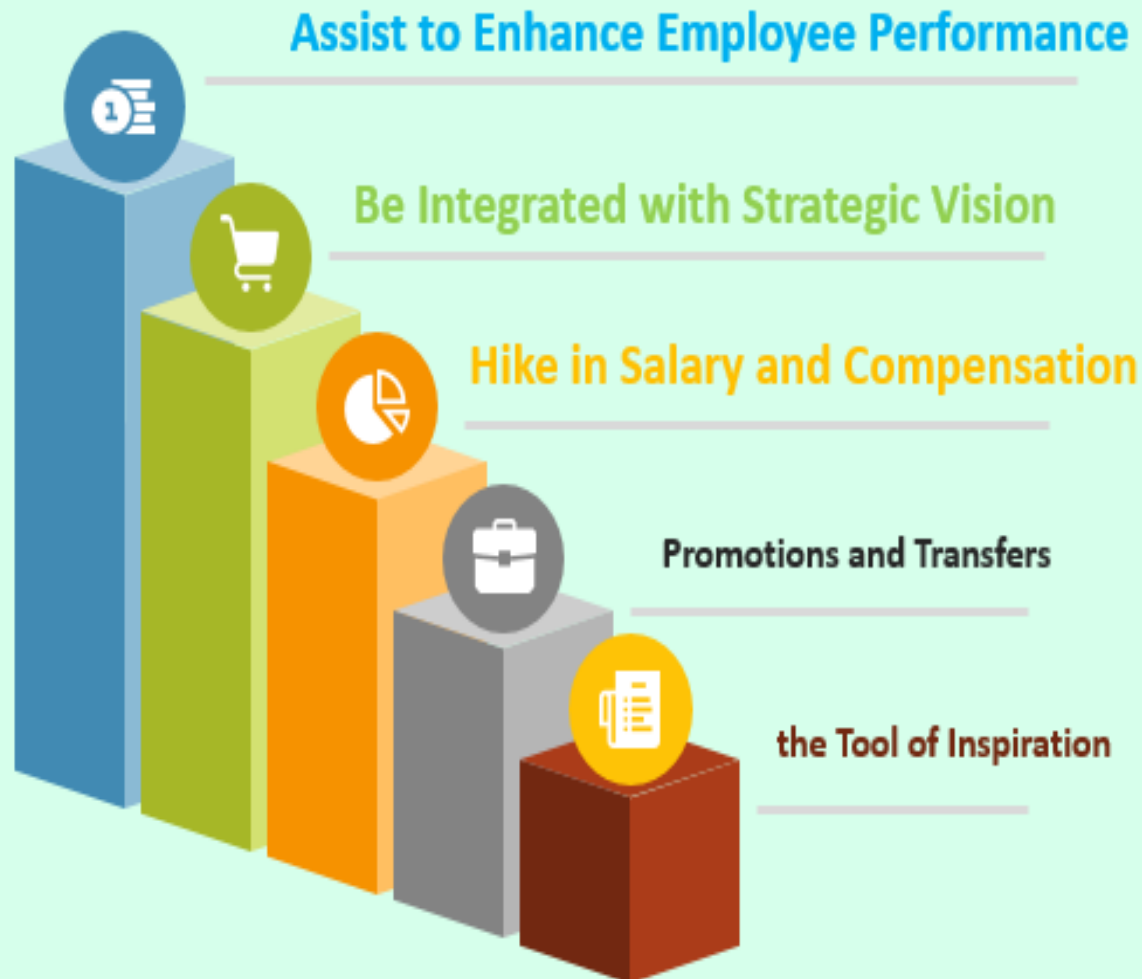 Assist to Enhance Employee Performance
1
Be Integrated with Strategic Vision
Hike in Salary and Compensation
Promotions and Transfers
the Tool of Inspiration